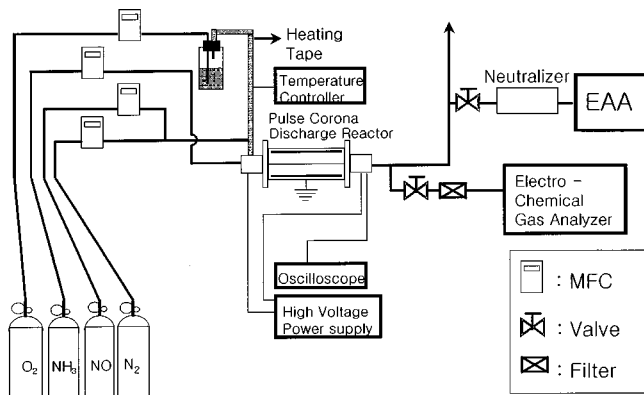 Heating
Tape
Temperature
Controller
Pulse Corona
Discharge Reactor
Neutralizer
EAA
Electro -
Chemical
Gas Analyzer
Oscilloscope
High Voltage
Power supply
O₂
NH₃
NO
N₂
: MFC
: Valve
: Filter